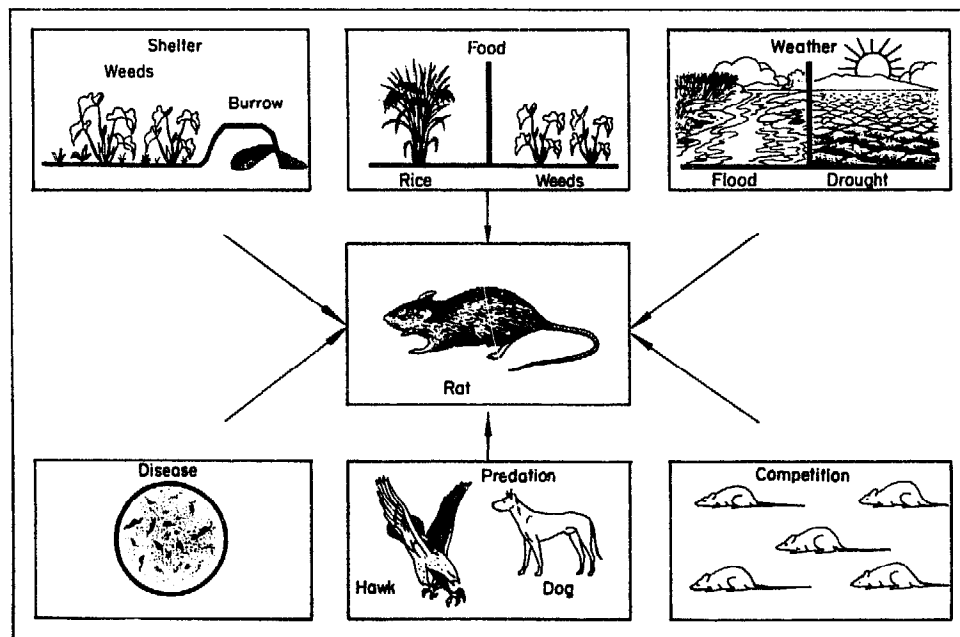 Shelter
Weeds
Burrow
Food
Rice
Weeds
Weather
Flood
Drought
Rat
Disease
Predation
Hawk
Dog
Competition